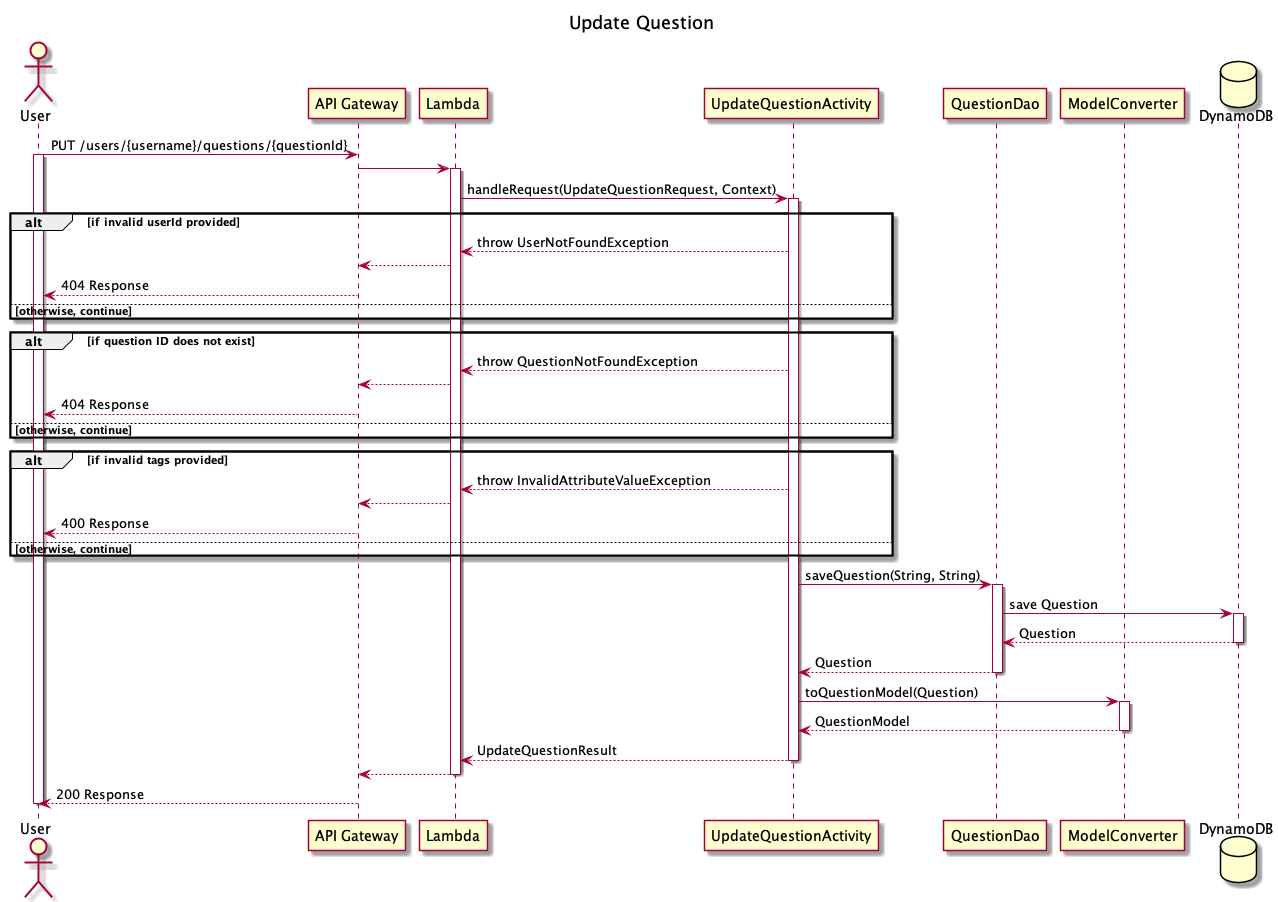 Update Question
User
API Gateway
Lambda
UpdateQuestionActivity
QuestionDao
ModelConverter
DynamoDB
PUT /users/{username}/questions/{questionId}
handleRequest(UpdateQuestionRequest, Context)
alt
[if invalid userId provided]
throw UserNotFoundException
404 Response
[otherwise, continue]
alt
[if question ID does not exist]
throw QuestionNotFoundException
404 Response
[otherwise, continue]
alt
[if invalid tags provided]
throw InvalidAttributeValueException
400 Response
[otherwise, continue]
saveQuestion(String, String)
save Question
Question
Question
toQuestionModel(Question)
QuestionModel
UpdateQuestionResult
200 Response
User
API Gateway
Lambda
UpdateQuestionActivity
QuestionDao
ModelConverter
DynamoDB